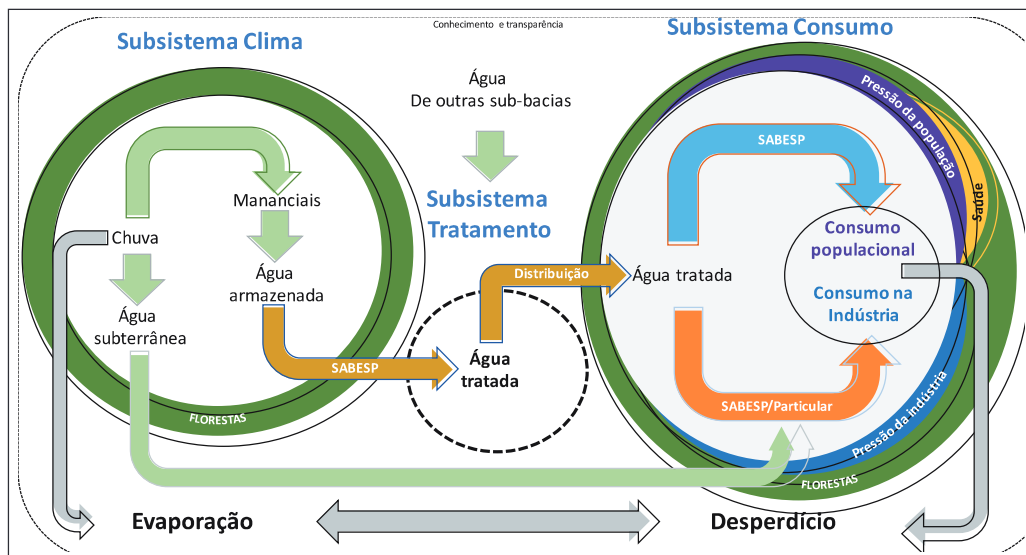 Conhecimento e transparência
Subsistema Clima
Subsistema Consumo
Água
De outras sub-bacias
Subsistema
Tratamento
Mananciais
Chuva
Água
armazenada
Água
subterrânea
SABESP
FLORESTAS
Água
tratada
Distribuição
Água tratada
SABESP
Pressão da população
Saúde
Consumo
populacional
Consumo na
Indústria
SABESP/Particular
Pressão da indústria
FLORESTAS
Evaporação
Desperdício